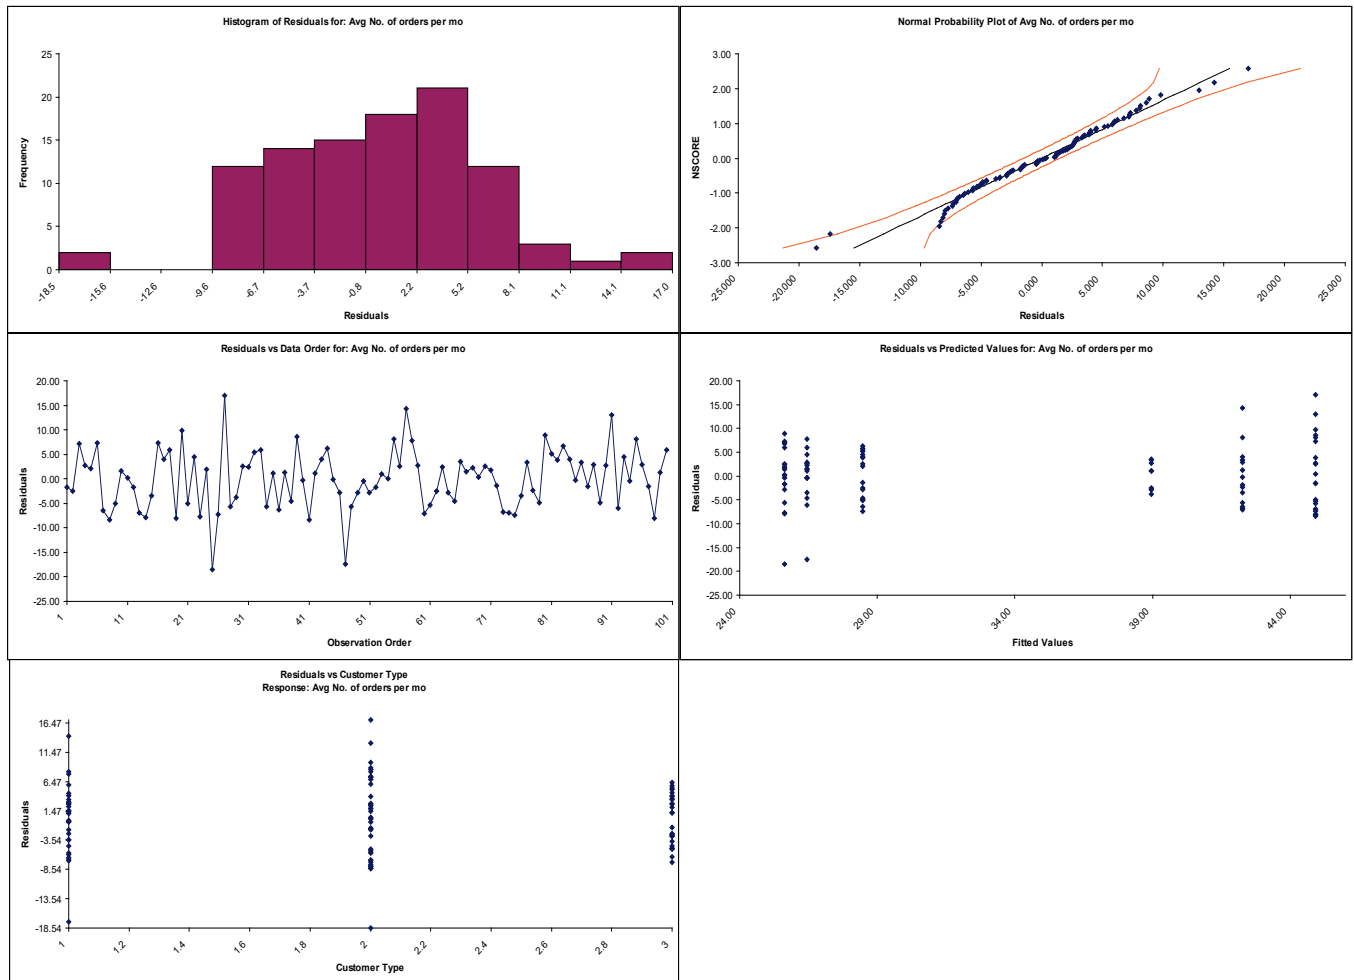 Histogram of Residuals for: Avg No. of orders per mo
25
20
15
10
5
0
Frequency
-18.5 -15.6 -12.6 -9.6 -6.7 -3.7 -0.8 2.2 5.2 8.1 11.1 14.1 17.0
Residuals
Normal Probability Plot of Avg No. of orders per mo
3.00
2.00
1.00
0.00
-1.00
-2.00
-3.00
NSCORE
-25.000 -20.000 -15.000 -10.000 -5.000 0.000 5.000 10.000 15.000 20.000 25.000
Residuals
Residuals vs Data Order for: Avg No. of orders per mo
20.00
15.00
10.00
5.00
0.00
-5.00
-10.00
-15.00
-20.00
-25.00
Residuals
1 11 21 31 41 51 61 71 81 91 101
Observation Order
Residuals vs Predicted Values for: Avg No. of orders per mo
20.00
15.00
10.00
5.00
0.00
-5.00
-10.00
-15.00
-20.00
-25.00
Residuals
24.00 29.00 34.00 39.00 44.00
Fitted Values
Residuals vs Customer Type
Response: Avg No. of orders per mo
16.47
11.47
6.47
1.47
-3.54
-8.54
-13.54
-18.54
Residuals
1 1.2 1.4 1.6 1.8 2 2.2 2.4 2.6 2.8 3
Customer Type